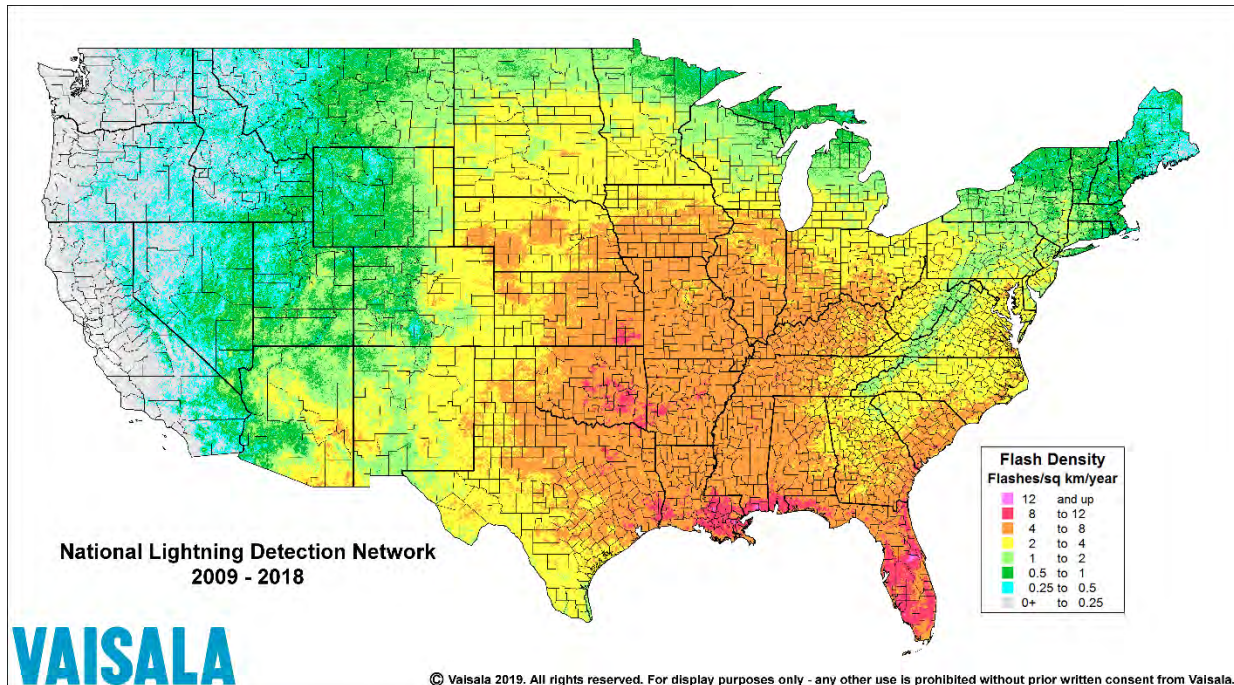 National Lightning Detection Network
2009 - 2018
Flash Density
Flashes/sq km/year
12 and up
8 to 12
4 to 8
2 to 4
1 to 2
0.5 to 1
0.25 to 0.5
0+ to 0.25
VAISALA
© Vaisala 2019. All rights reserved. For display purposes only - any other use is prohibited without prior written consent from Vaisala.